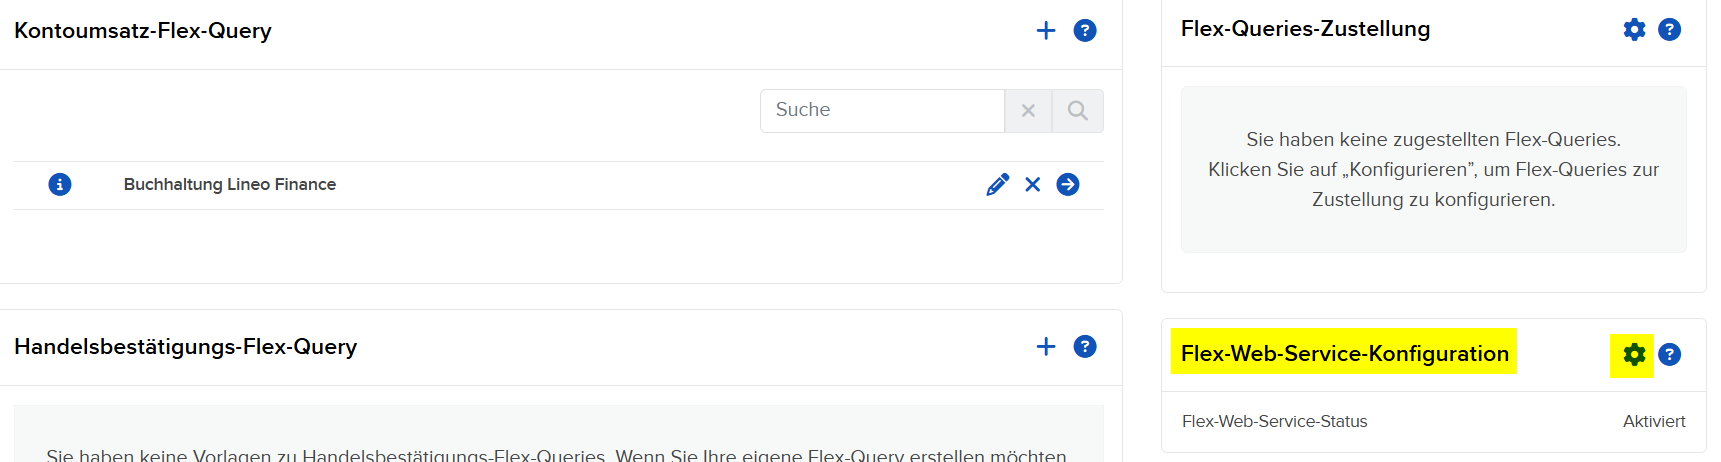 Kontoumsatz-Flex-Query
Suche
Buchhaltung Lineo Finance
Handelsbestätigungs-Flex-Query
Sie haben keine Vorlagen zu Handelsbestätigungs-Flex-Queries. Wenn Sie Ihre eigene Flex-Query erstellen möchten
Flex-Queries-Zustellung
Sie haben keine zugestellten Flex-Queries.
Klicken Sie auf „Konfigurieren”, um Flex-Queries zur
Zustellung zu konfigurieren.
Flex-Web-Service-Konfiguration
Flex-Web-Service-Status Aktiviert